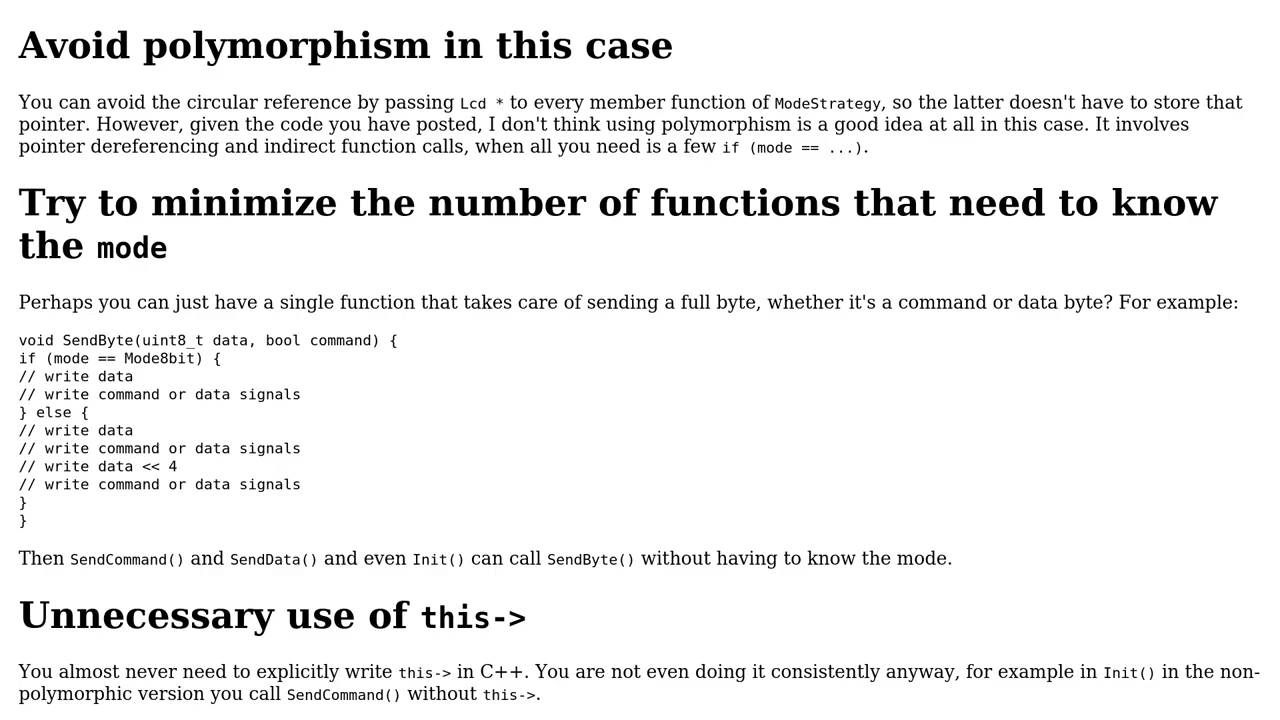 Avoid polymorphism in this case
You can avoid the circular reference by passing Lcd * to every member function of ModeStrategy, so the latter doesn't have to store that
pointer. However, given the code you have posted, I don't think using polymorphism is a good idea at all in this case. It involves
pointer dereferencing and indirect function calls, when all you need is a few if (mode == ...).
Try to minimize the number of functions that need to know
the mode
Perhaps you can just have a single function that takes care of sending a full byte, whether it's a command or data byte? For example:
void SendByte(uint8_t data, bool command) {
if (mode == Mode8bit) {
// write data
// write command or data signals
} else {
// write data
// write command or data signals
// write data << 4
// write command or data signals
}
}
Then SendCommand() and SendData() and even Init() can call SendByte() without having to know the mode.
Unnecessary use of this->
You almost never need to explicitly write this-> in C++. You are not even doing it consistently anyway, for example in Init() in the non-
polymorphic version you call SendCommand() without this->.